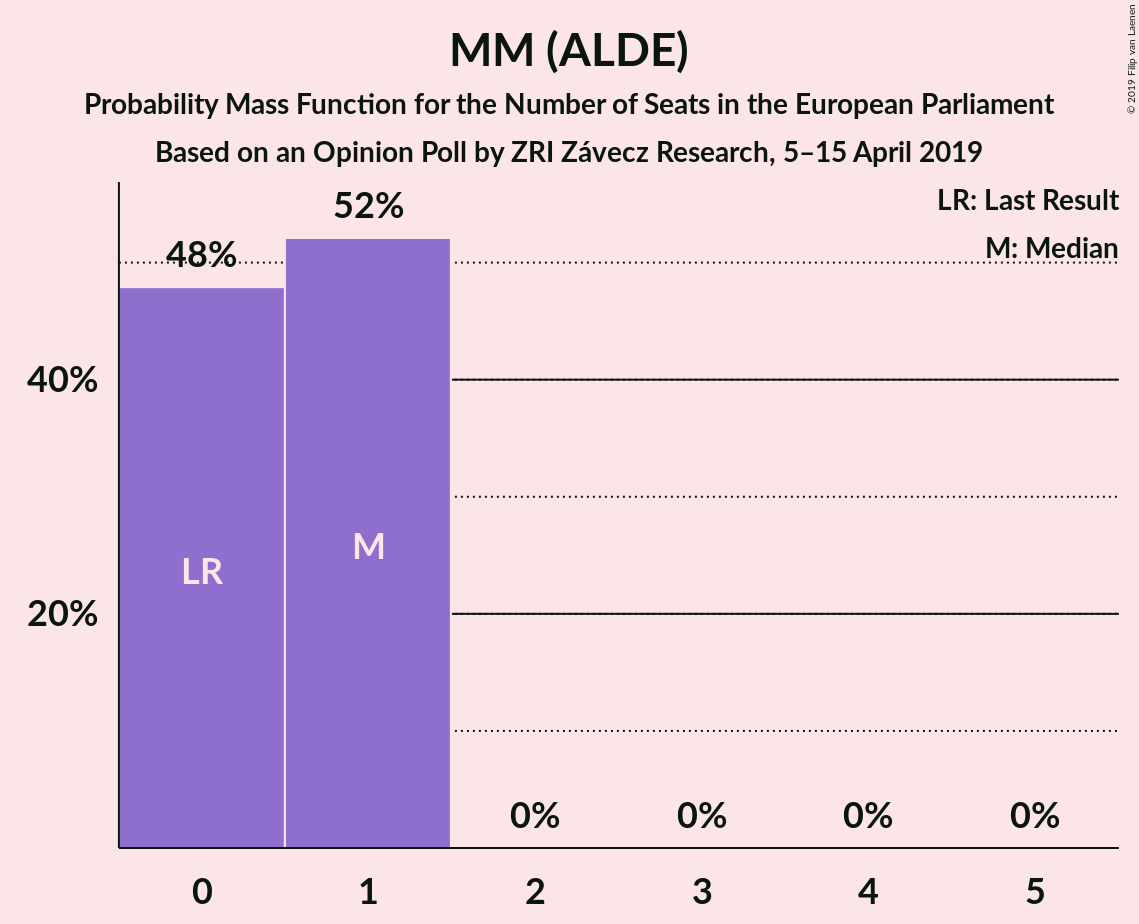 MM (ALDE)
Probability Mass Function for the Number of Seats in the European Parliament
Based on an Opinion Poll by ZRI Závecz Research, 5–15 April 2019
© 2019 Filip van Laenen
LR: Last Result
M: Median
52%
48%
40%
20%
LR
M
0%
0%
0%
0%
0
1
2
3
4
5